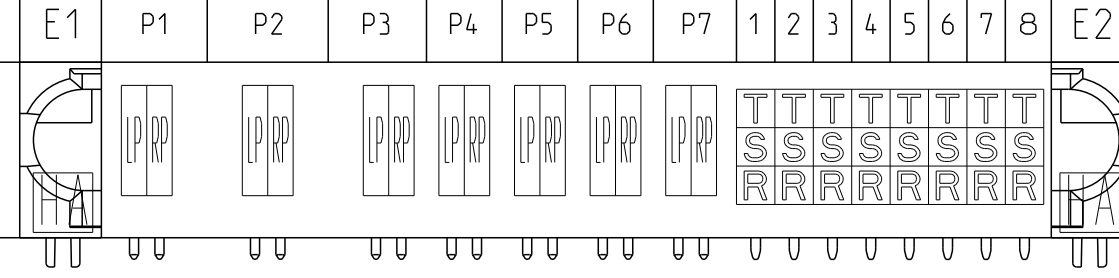 E1 P1 P2 P3 P4 P5 P6 P7 1 2 3 4 5 6 7 8 E2
LP RP LP RP LP RP LP RP LP RP LP RP LP RP
T T T T T T T T
S S S S S S S S
R R R R R R R R
HA HA